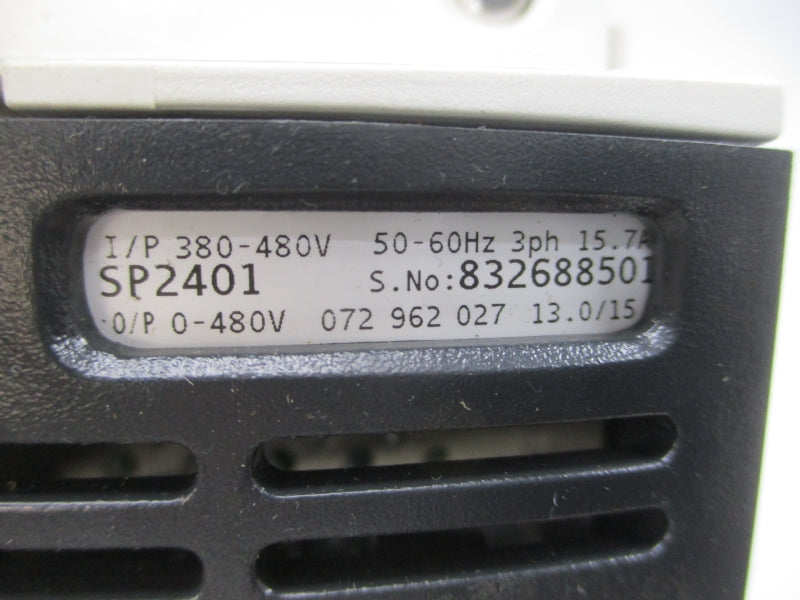 I/P 380-480V 50-60Hz 3ph 15.7A
SP2401 S.No:832688501
O/P 0-480V 072 962 027 13.0/15